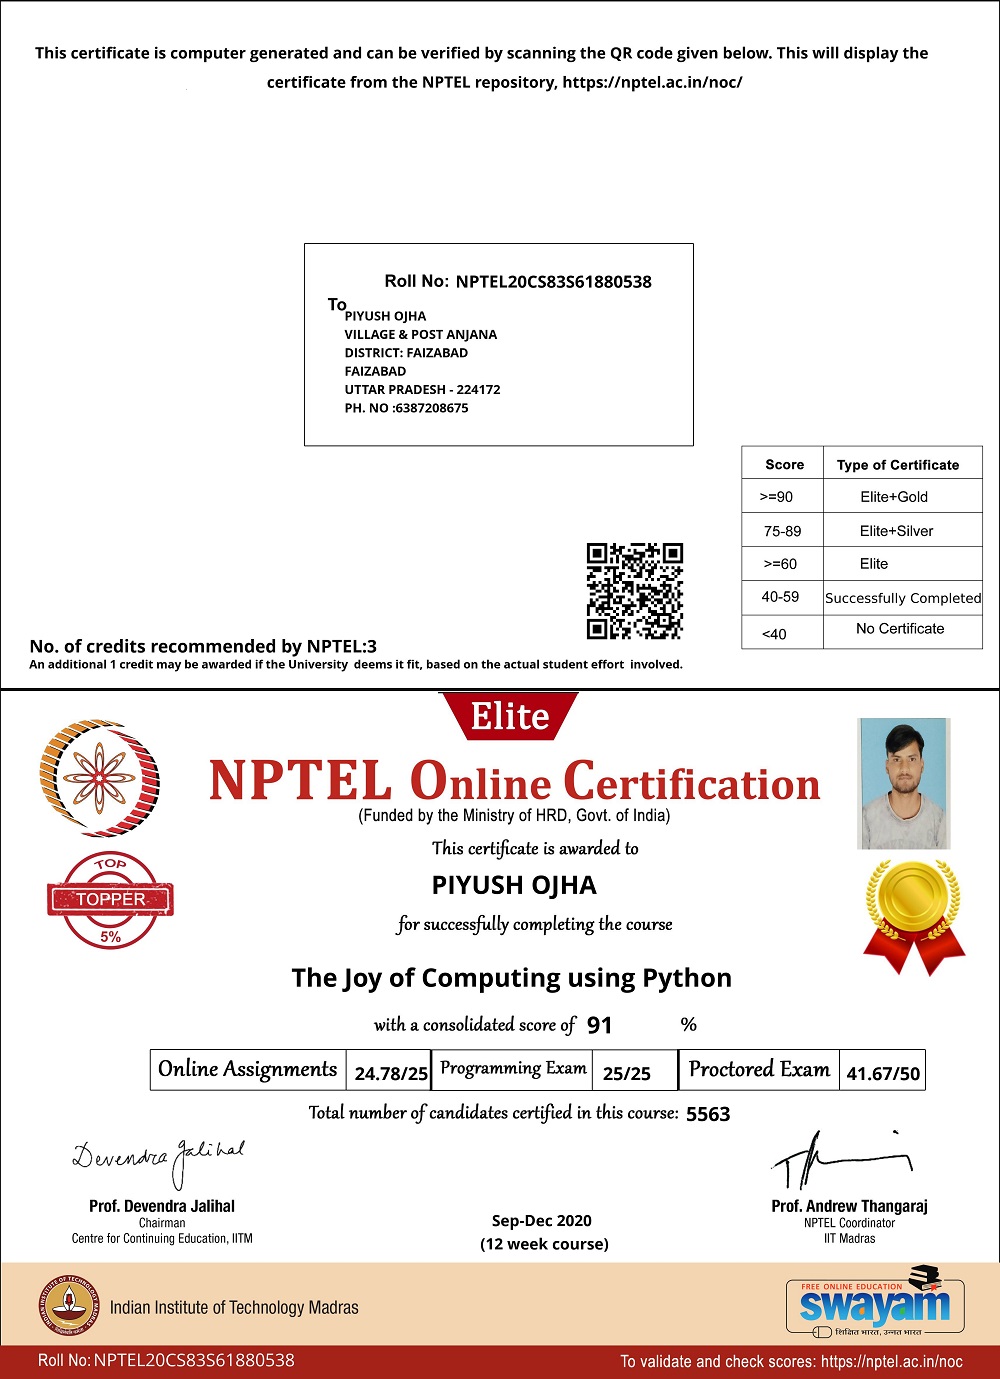 This certificate is computer generated and can be verified by scanning the QR code given below. This will display the
certificate from the NPTEL repository, https://nptel.ac.in/noc/
Roll No: NPTEL20CS83S61880538
To
PIYUSH OJHA
VILLAGE & POST ANJANA
DISTRICT: FAIZABAD
FAIZABAD
UTTAR PRADESH - 224172
PH. NO :6387208675
Score Type of Certificate
>=90 Elite+Gold
75-89 Elite+Silver
>=60 Elite
40-59 Successfully Completed
<40 No Certificate
No. of credits recommended by NPTEL:3
An additional 1 credit may be awarded if the University deems it fit, based on the actual student effort involved.
Elite
NPTEL Online Certification
(Funded by the Ministry of HRD, Govt. of India)
This certificate is awarded to
PIYUSH OJHA
for successfully completing the course
TOP
TOPPER
5%
The Joy of Computing using Python
with a consolidated score of 91 %
Online Assignments 24.78/25 Programming Exam 25/25 Proctored Exam 41.67/50
Total number of candidates certified in this course: 5563
Devendra Jalihal
Prof. Devendra Jalihal
Chairman
Centre for Continuing Education, IITM
Sep-Dec 2020
(12 week course)
Prof. Andrew Thangaraj
NPTEL Coordinator
IIT Madras
INDIAN INSTITUTE OF TECHNOLOGY MADRAS
Indian Institute of Technology Madras
FREE ONLINE EDUCATION
swayam
शिक्षित भारत, उन्नत भारत
Roll No: NPTEL20CS83S61880538
To validate and check scores: https://nptel.ac.in/noc